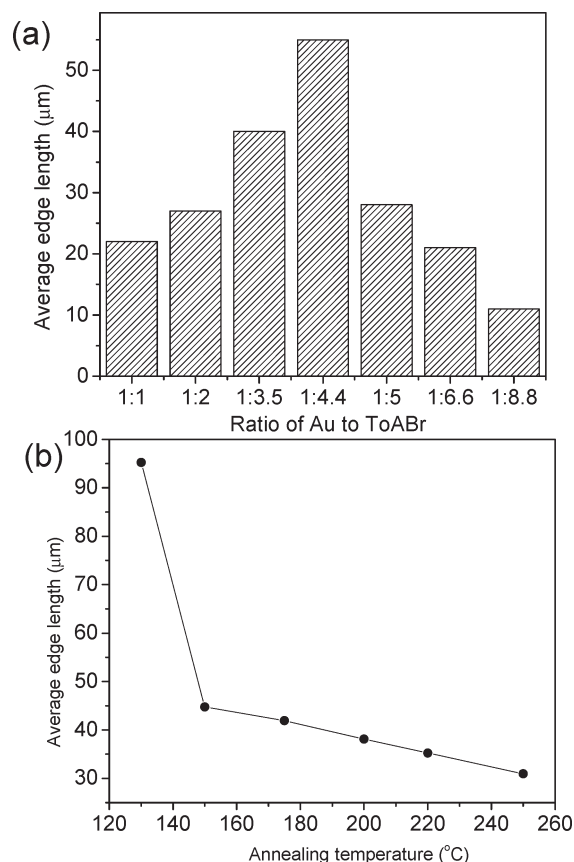 (a)
Average edge length (μm)
50
40
30
20
10
0
1:1 1:2 1:3.5 1:4.4 1:5 1:6.6 1:8.8
Ratio of Au to ToABr
(b)
Average edge length (μm)
100
90
80
70
60
50
40
30
120 140 160 180 200 220 240 260
Annealing temperature (°C)